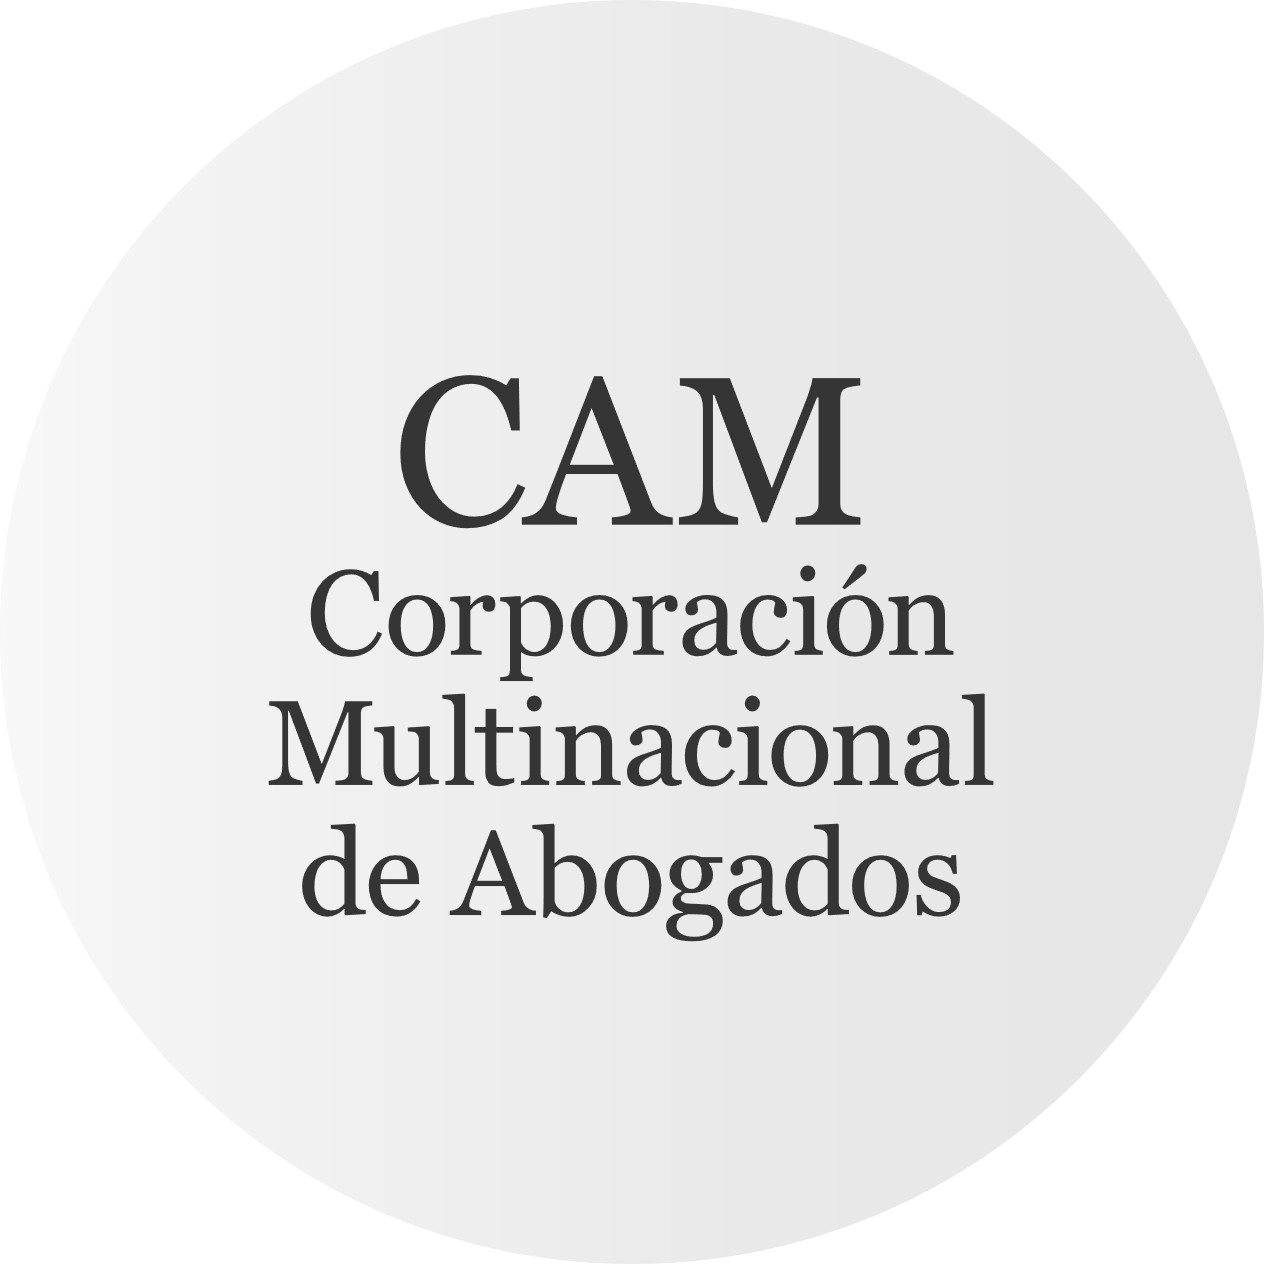 CAM
Corporación
Multinacional
de Abogados